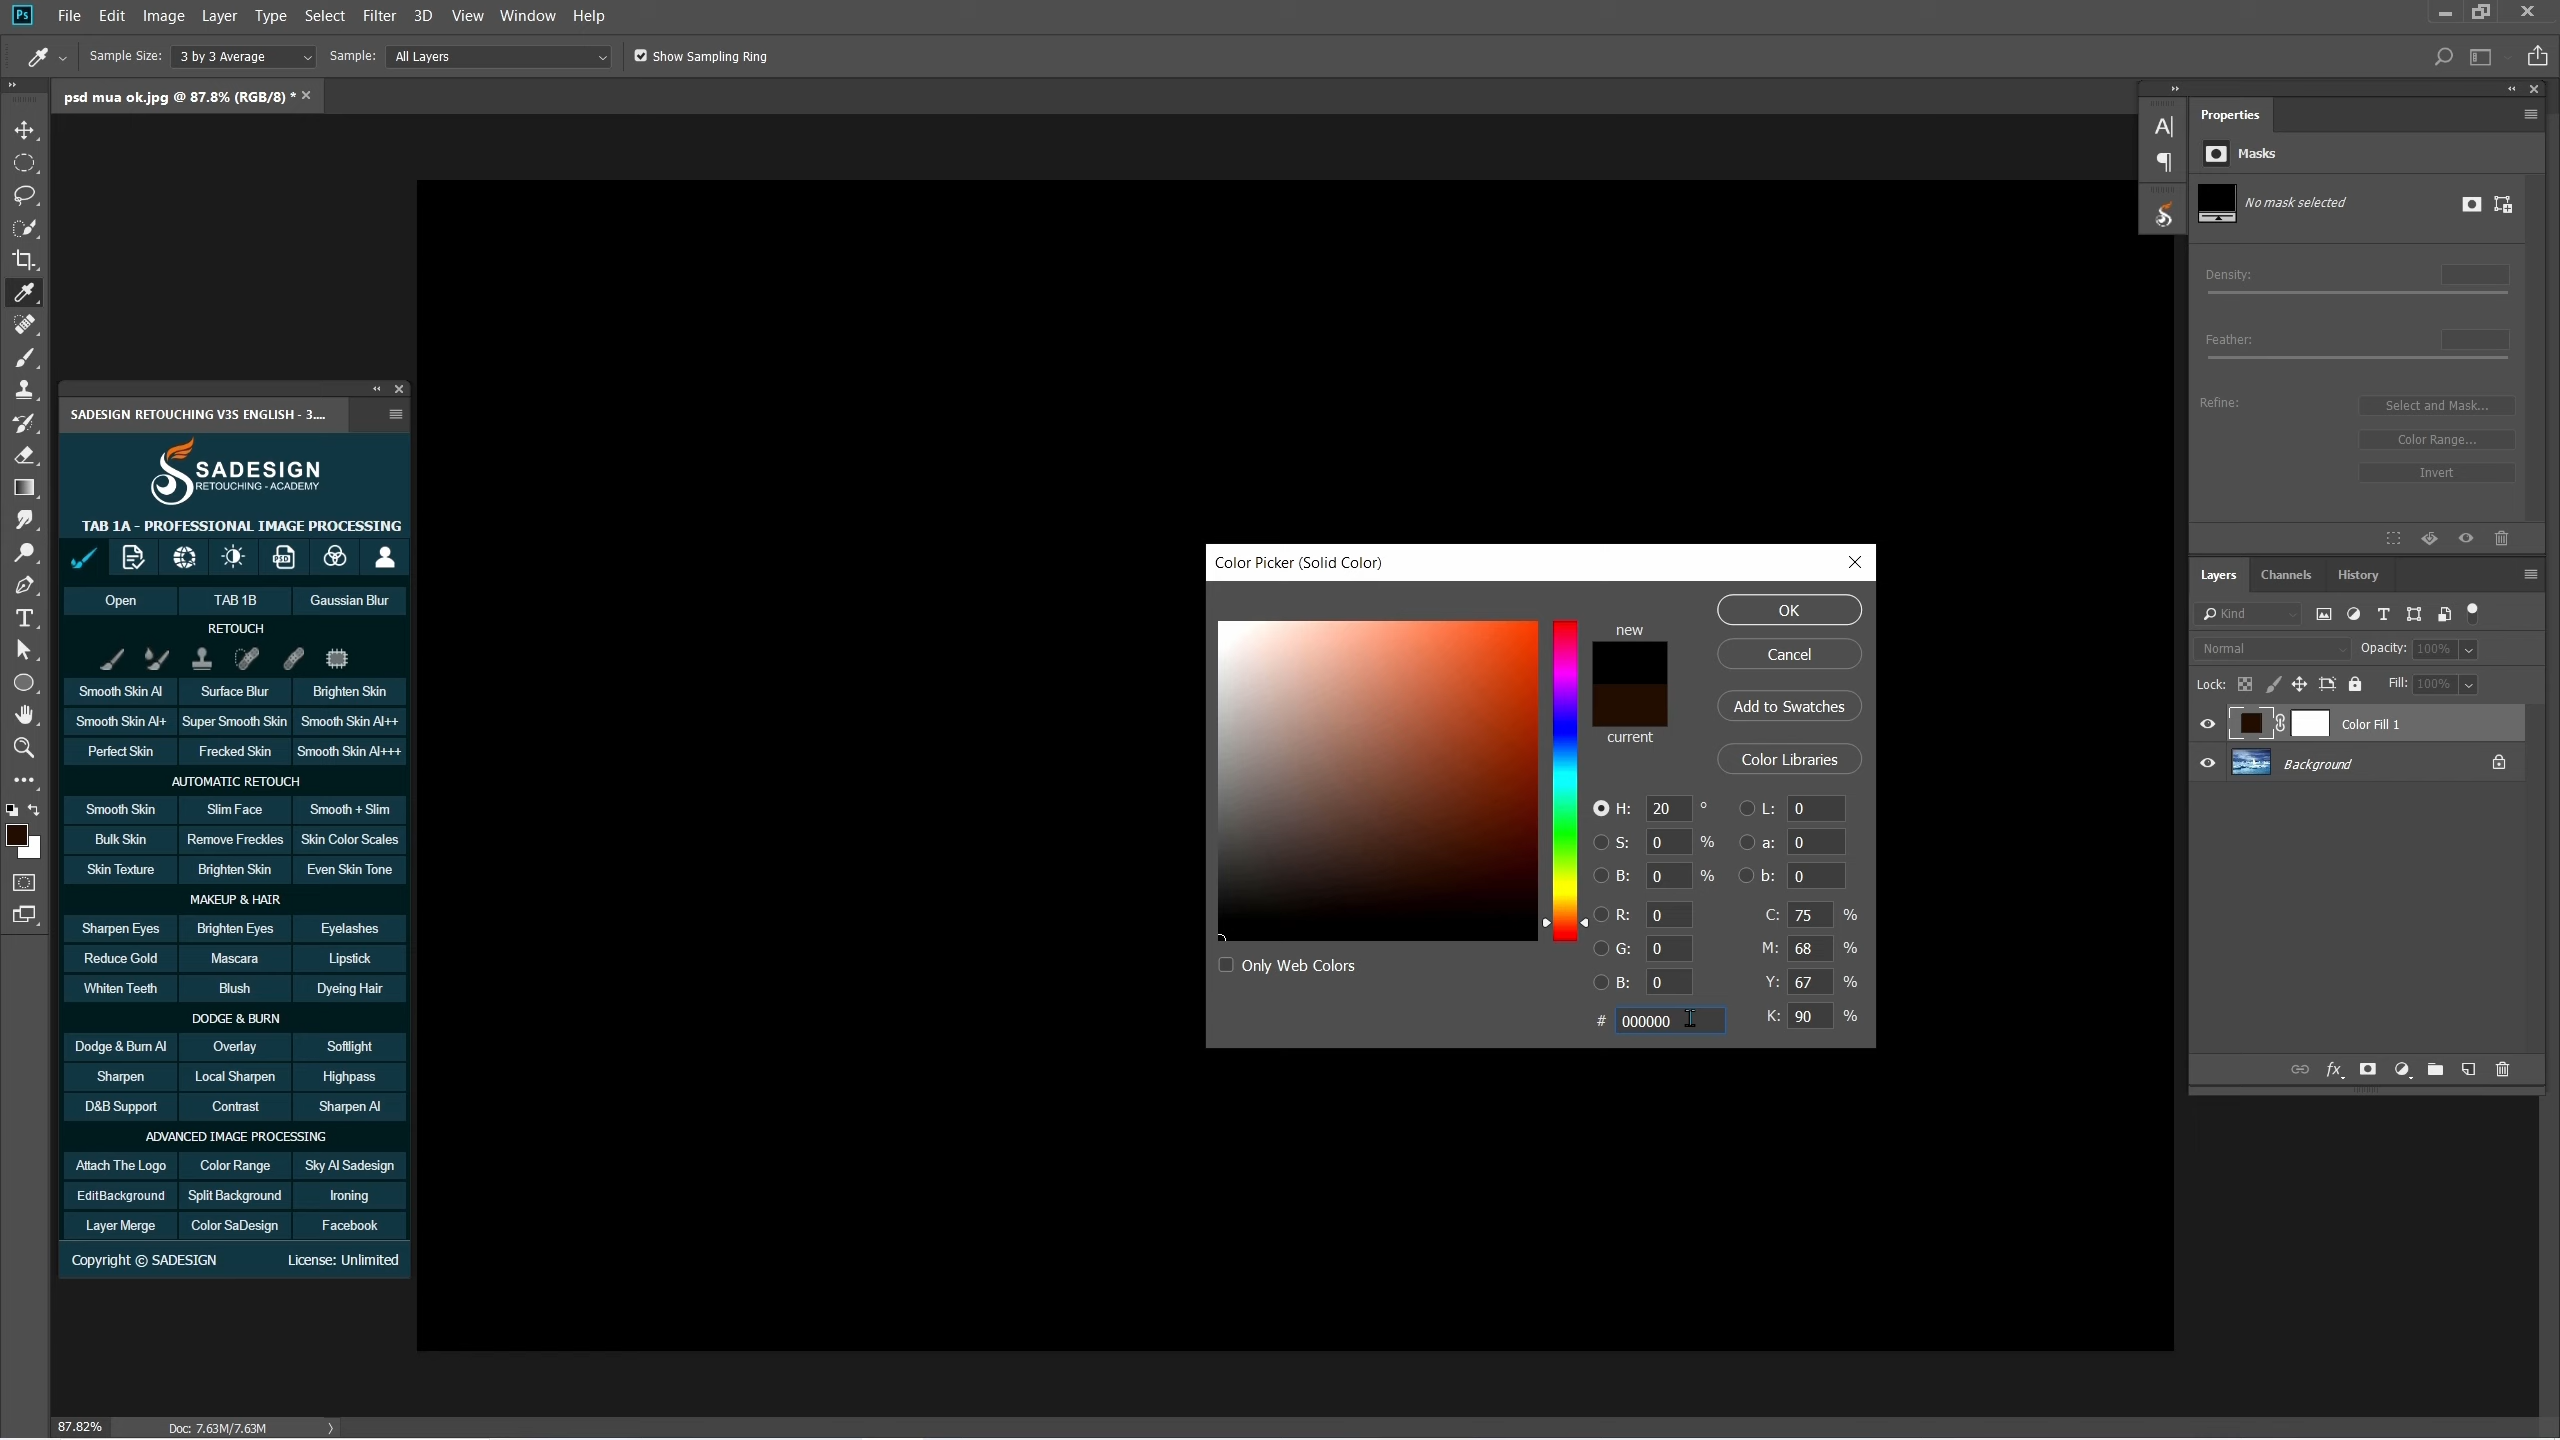 Ps File Edit Image Layer Type Select Filter 3D View Window Help
Sample Size: 3 by 3 Average Sample: All Layers Show Sampling Ring
psd mua ok.jpg @ 87.8% (RGB/8) *
Properties
Masks
No mask selected
Density:
Feather:
Refine:
Select and Mask...
Color Range...
Invert
SADESIGN RETOUCHING V3S ENGLISH - 3....
SADESIGN
RETOUCHING - ACADEMY
TAB 1A - PROFESSIONAL IMAGE PROCESSING
Open TAB 1B Gaussian Blur
RETOUCH
Smooth Skin AI Surface Blur Brighten Skin
Smooth Skin AI+ Super Smooth Skin Smooth Skin AI++
Perfect Skin Frecked Skin Smooth Skin AI+++
AUTOMATIC RETOUCH
Smooth Skin Slim Face Smooth + Slim
Bulk Skin Remove Freckles Skin Color Scales
Skin Texture Brighten Skin Even Skin Tone
MAKEUP & HAIR
Sharpen Eyes Brighten Eyes Eyelashes
Reduce Gold Mascara Lipstick
Whiten Teeth Blush Dyeing Hair
DODGE & BURN
Dodge & Burn AI Overlay Softlight
Sharpen Local Sharpen Highpass
D&B Support Contrast Sharpen AI
ADVANCED IMAGE PROCESSING
Attach The Logo Color Range Sky AI Sadesign
EditBackground Split Background Ironing
Layer Merge Color SaDesign Facebook
Copyright © SADESIGN License: Unlimited
Color Picker (Solid Color)
new
current
OK
Cancel
Add to Swatches
Color Libraries
H: 20 ° L: 0
S: 0 % a: 0
B: 0 % b: 0
R: 0 C: 75 %
G: 0 M: 68 %
B: 0 Y: 67 %
# 000000 K: 90 %
Only Web Colors
Layers Channels History
Kind
Normal Opacity: 100%
Lock: Fill: 100%
Color Fill 1
Background
fx
87.82% Doc: 7.63M/7.63M